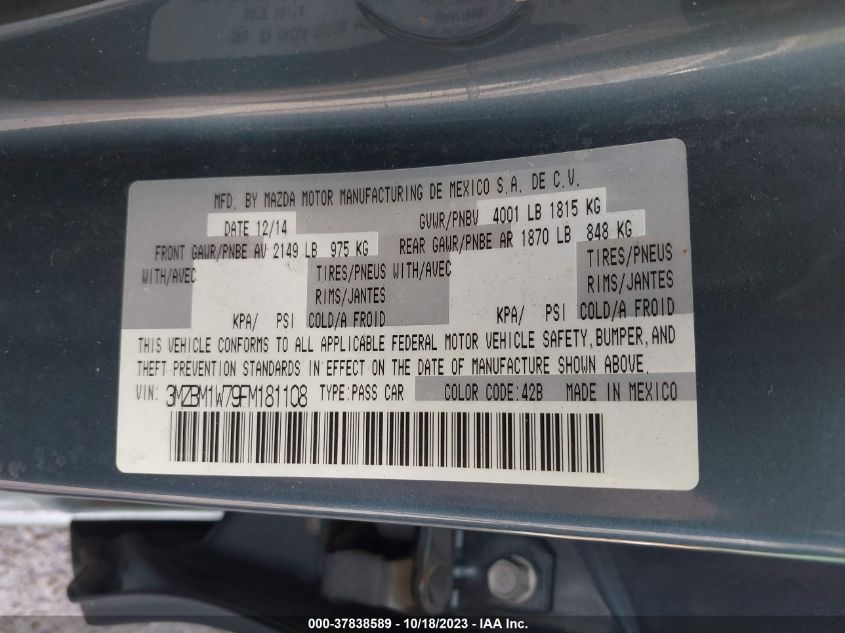 MFD. BY MAZDA MOTOR MANUFACTURING DE MEXICO S.A. DE C.V.
DATE 12/14 GVWR/PNBV 4001 LB 1815 KG
FRONT GAWR/PNBE AV 2149 LB 975 KG REAR GAWR/PNBE AR 1870 LB 848 KG
WITH/AVEC TIRES/PNEUS WITH/AVEC TIRES/PNEUS
RIMS/JANTES RIMS/JANTES
KPA/ PSI COLD/A FROID KPA/ PSI COLD/A FROID
THIS VEHICLE CONFORMS TO ALL APPLICABLE FEDERAL MOTOR VEHICLE SAFETY, BUMPER, AND
THEFT PREVENTION STANDARDS IN EFFECT ON THE DATE OF MANUFACTURE SHOWN ABOVE.
VIN: 3MZBM1W79FM181108 TYPE:PASS CAR COLOR CODE:42B MADE IN MEXICO
000-37838589 - 10/18/2023 - IAA Inc.